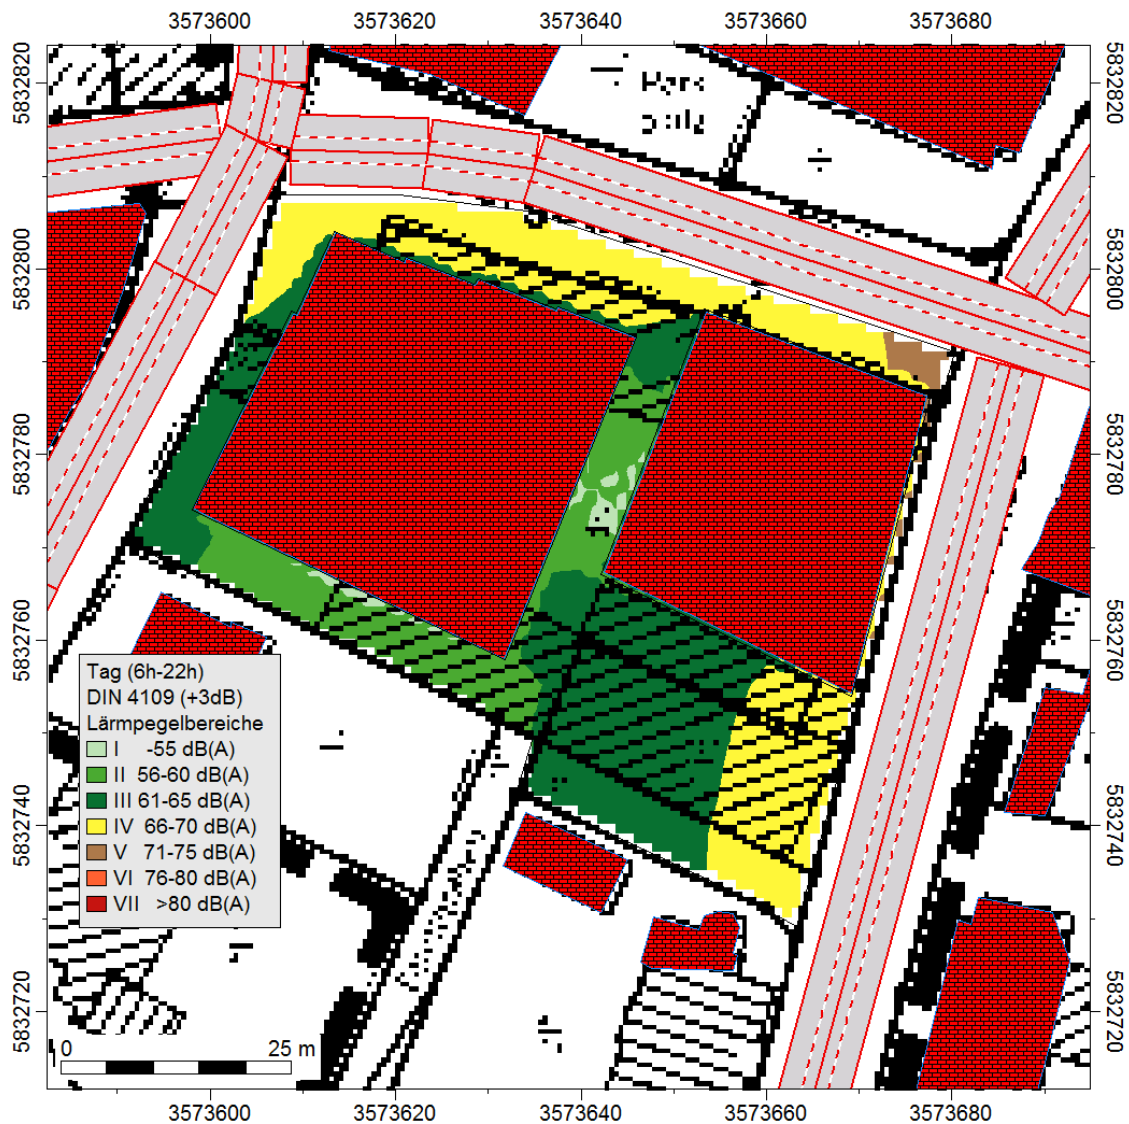 3573600 3573620 3573640 3573660 3573680
5832820 5832820
5832800 5832800
5832780 5832780
5832760 5832760
Tag (6h-22h)
DIN 4109 (+3dB)
Lärmpegelbereiche
I -55 dB(A)
II 56-60 dB(A)
III 61-65 dB(A)
IV 66-70 dB(A)
V 71-75 dB(A)
VI 76-80 dB(A)
VII >80 dB(A)
5832740 5832740
5832720 5832720
0 25 m
3573600 3573620 3573640 3573660 3573680